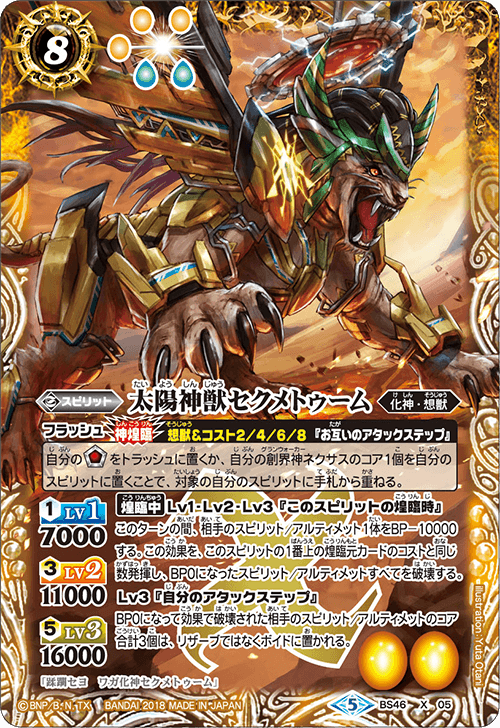 8
太陽神獣セクメトゥーム
スピリット
化神・想獣
フラッシュ 神煌臨 想獣&コスト2/4/6/8 『お互いのアタックステップ』
自分の をトラッシュに置くか、自分の創界神ネクサスのコア1個を自分の
スピリットに置くことで、対象の自分のスピリットに手札から重ねる。
1 LV1 7000
3 LV2 11000
5 LV3 16000
煌臨中 Lv1・Lv2・Lv3『このスピリットの煌臨時』
このターンの間、相手のスピリット/アルティメット1体をBP-10000
する。この効果を、このスピリットの1番上の煌臨元カードのコストと同じ
数発揮し、BP0になったスピリット/アルティメットすべてを破壊する。
Lv3『自分のアタックステップ』
BP0になって効果で破壊された相手のスピリット/アルティメットのコア
合計3個は、リザーブではなくボイドに置かれる。
「蹂躙セヨ ワガ化神セクメトゥーム」
Illustration: Yuta Otani
©BNP/B・N, TX BANDAI 2018 MADE IN JAPAN
5 BS46 X 05